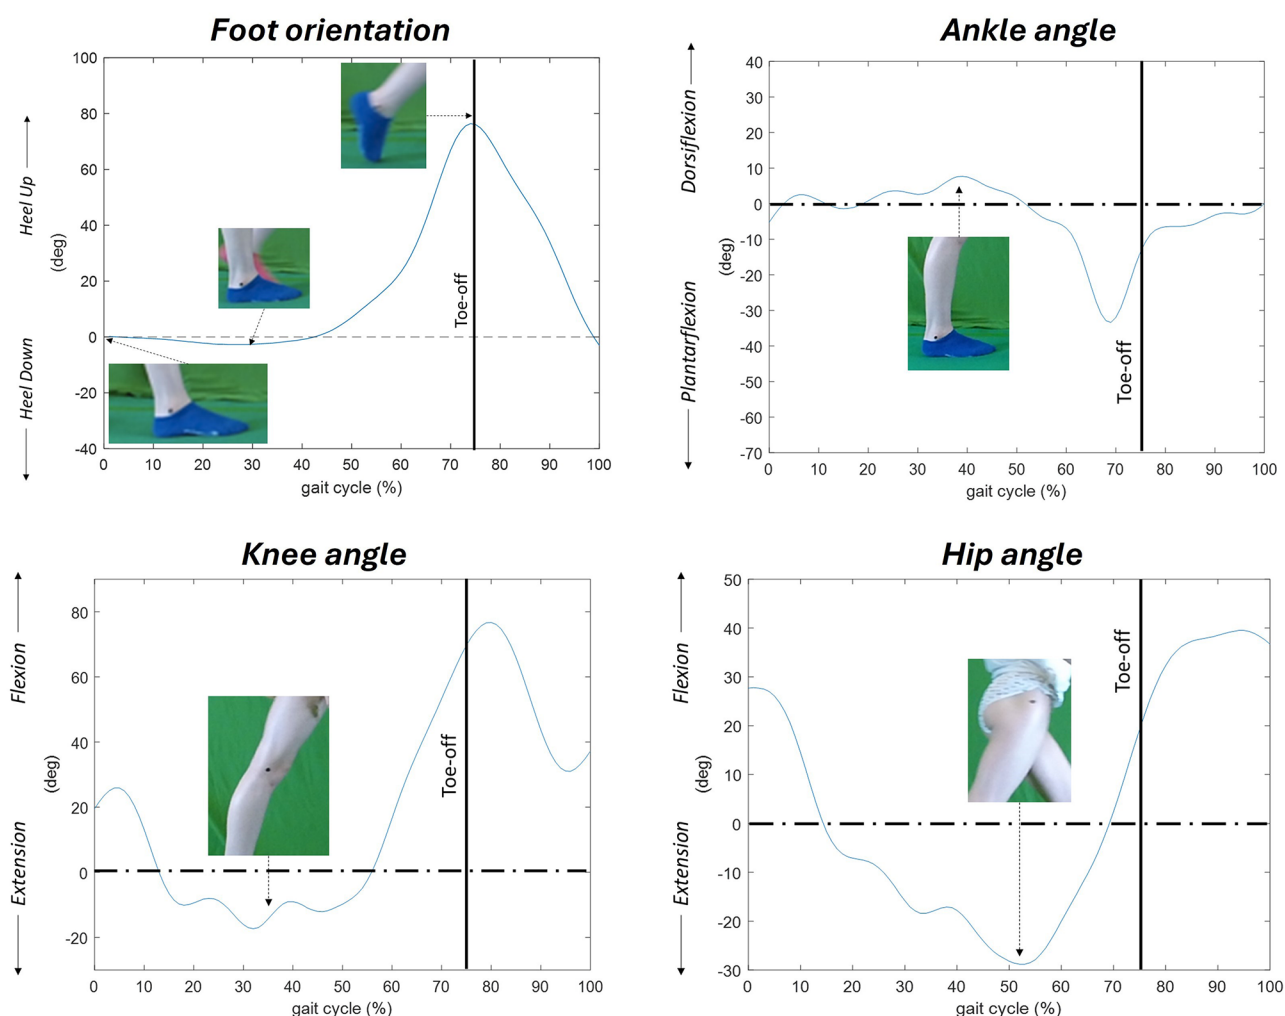 Foot orientation
Heel Up
Heel Down
(deg)
100
80
60
40
20
0
-20
-40
Toe-off
0 10 20 30 40 50 60 70 80 90 100
gait cycle (%)
Ankle angle
Dorsiflexion
Plantarflexion
(deg)
40
30
20
10
0
-10
-20
-30
-40
-50
-60
-70
Toe-off
0 10 20 30 40 50 60 70 80 90 100
gait cycle (%)
Knee angle
Flexion
Extension
(deg)
80
60
40
20
0
-20
Toe-off
0 10 20 30 40 50 60 70 80 90 100
gait cycle (%)
Hip angle
Flexion
Extension
(deg)
50
40
30
20
10
0
-10
-20
-30
Toe-off
0 10 20 30 40 50 60 70 80 90 100
gait cycle (%)